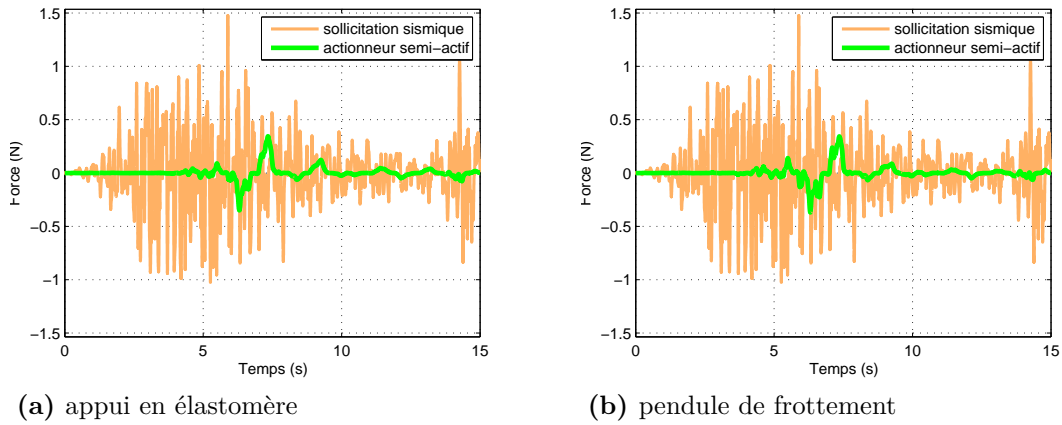 1.5
1
0.5
0
−0.5
−1
−1.5
Force (N)
sollicitation sismique
actionneur semi−actif
0 5 10 15
Temps (s)
(a) appui en élastomère
1.5
1
0.5
0
−0.5
−1
−1.5
Force (N)
sollicitation sismique
actionneur semi−actif
0 5 10 15
Temps (s)
(b) pendule de frottement